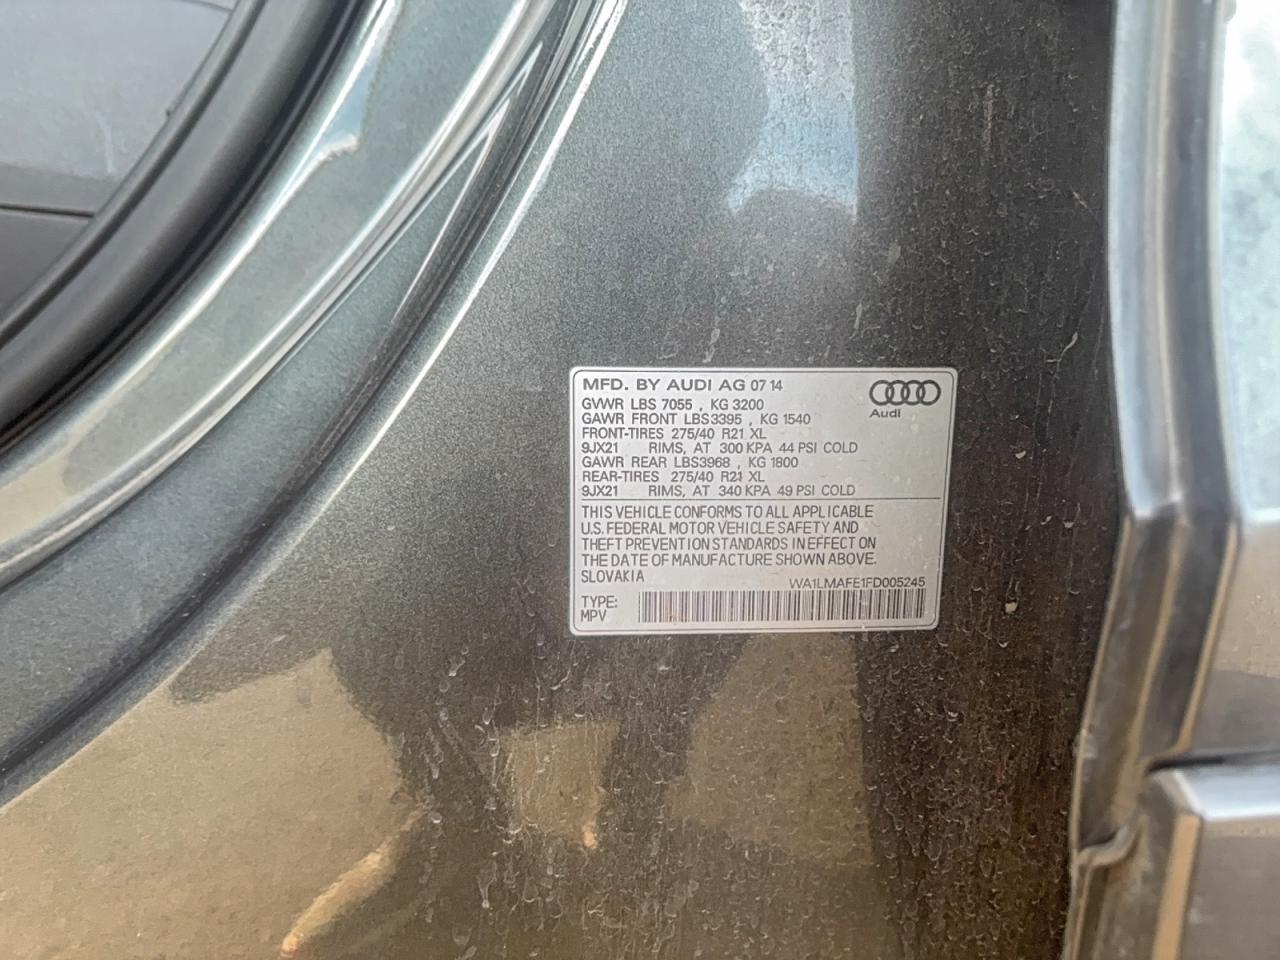 MFD. BY AUDI AG 07 14
Audi
GVWR LBS 7055 , KG 3200
GAWR FRONT LBS3395 , KG 1540
FRONT-TIRES 275/40 R21 XL
9JX21 RIMS, AT 300 KPA 44 PSI COLD
GAWR REAR LBS3968 , KG 1800
REAR-TIRES 275/40 R21 XL
9JX21 RIMS, AT 340 KPA 49 PSI COLD
THIS VEHICLE CONFORMS TO ALL APPLICABLE
U.S. FEDERAL MOTOR VEHICLE SAFETY AND
THEFT PREVENTION STANDARDS IN EFFECT ON
THE DATE OF MANUFACTURE SHOWN ABOVE.
SLOVAKIA
WA1LMAFE1FD005245
TYPE:
MPV